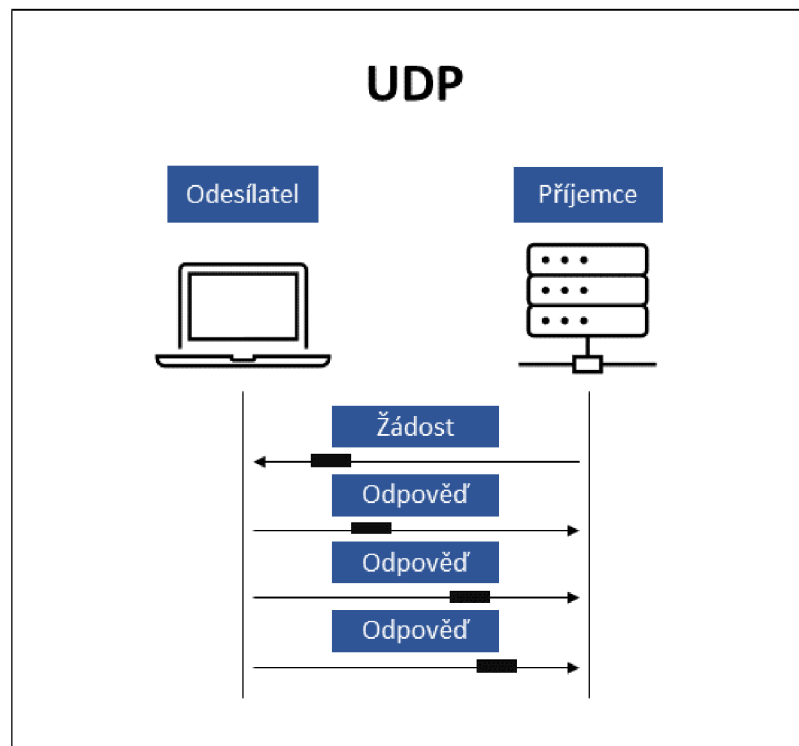 UDP
Odesílatel
Příjemce
Žádost
Odpověď
Odpověď
Odpověď